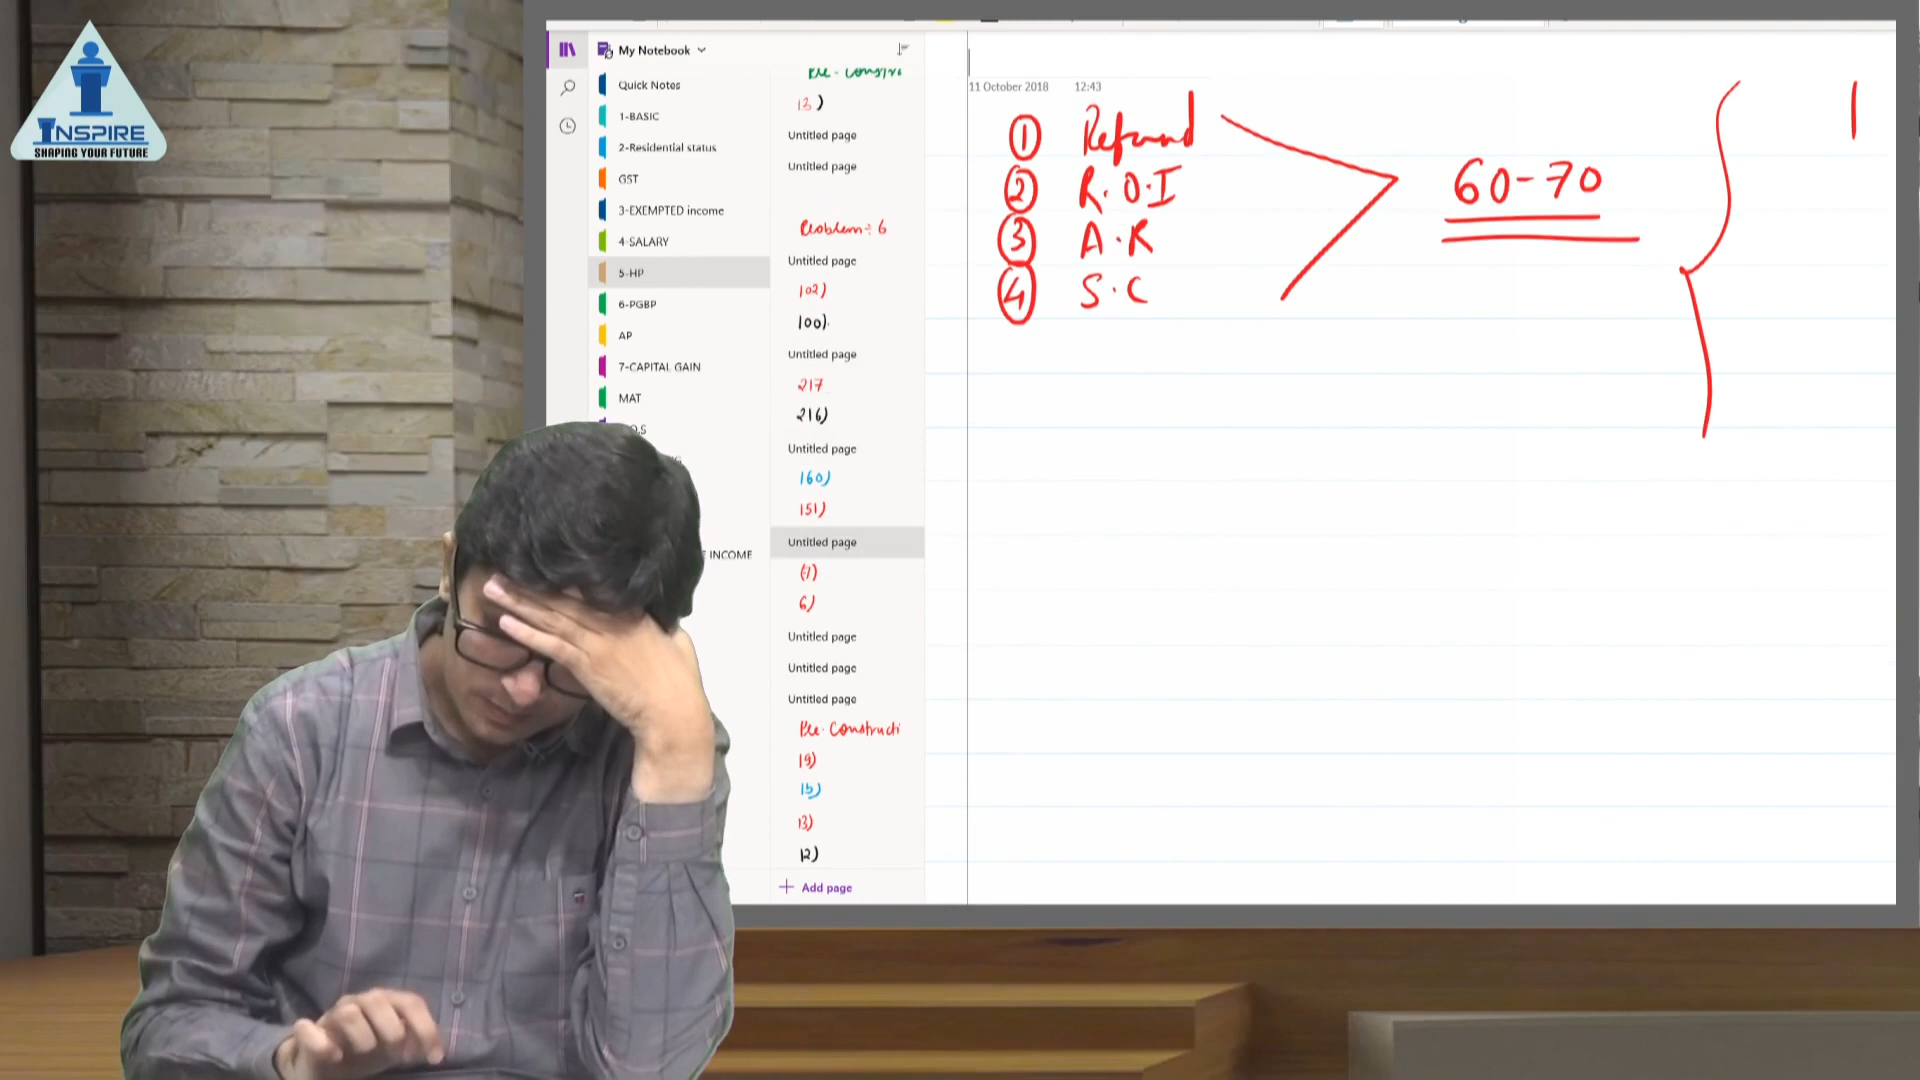 INSPIRE
SHAPING YOUR FUTURE
My Notebook
Quick Notes
1-BASIC
2-Residential status
GST
3-EXEMPTED income
4-SALARY
5-HP
6-PGBP
AP
7-CAPITAL GAIN
MAT
INCOME
13)
Untitled page
Untitled page
Problem:- 6
Untitled page
102)
100).
Untitled page
217
216)
Untitled page
160)
151)
Untitled page
(1)
6)
Untitled page
Untitled page
Untitled page
Pre-Constructi
19)
15)
13)
12)
Add page
11 October 2018 12:43
① Refund
② R.O.I
③ A.R
④ S.C
60-70